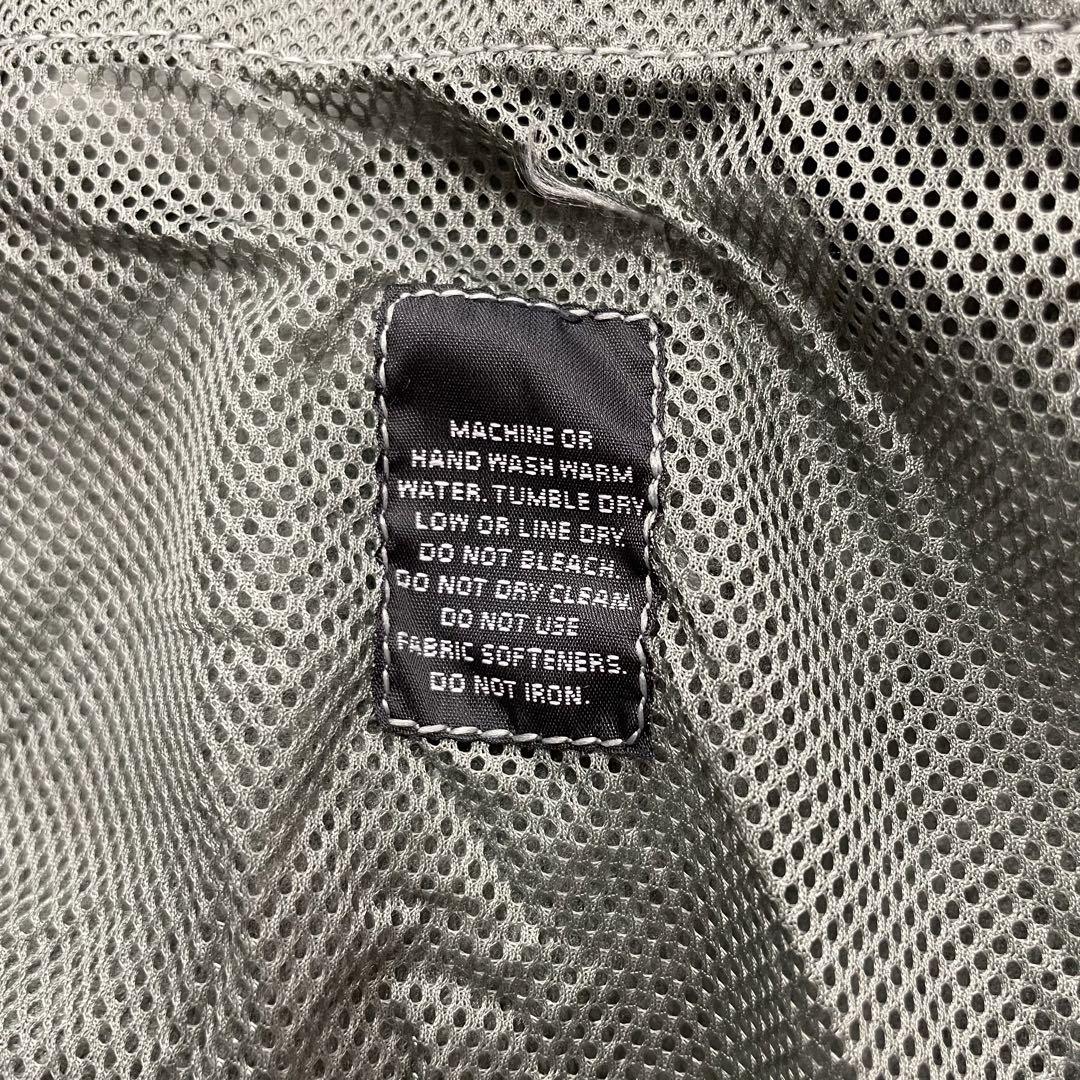 MACHINE OR
HAND WASH WARM
WATER. TUMBLE DRY
LOW OR LINE DRY
DO NOT BLEACH.
DO NOT DRY CLEAN
DO NOT USE
FABRIC SOFTENERS.
DO NOT IRON.